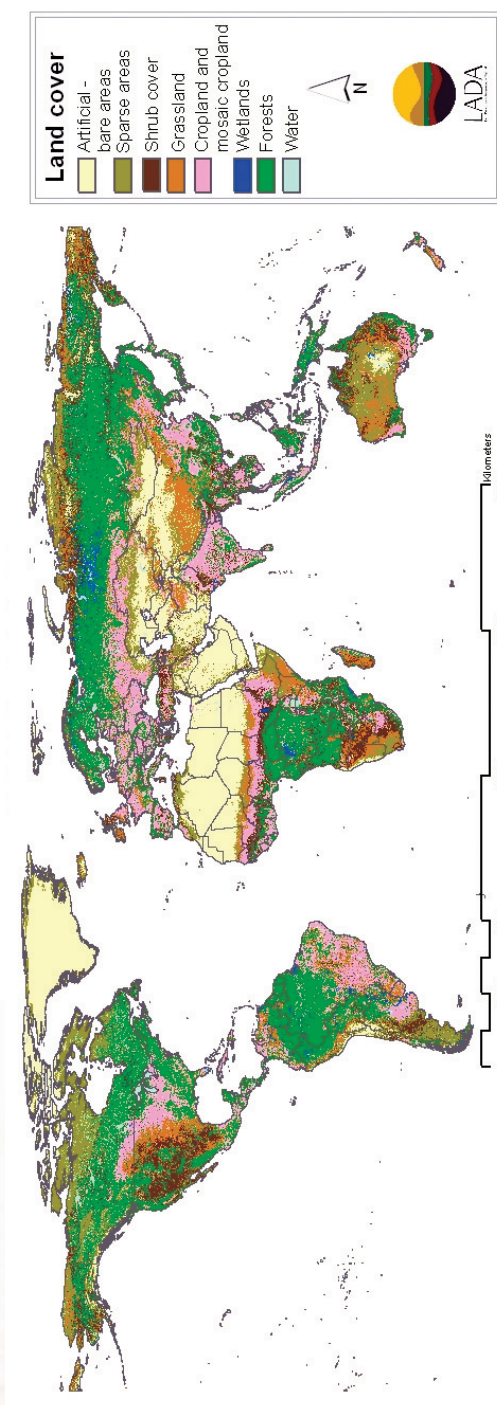 Land cover
Artificial -
bare areas
Sparse areas
Shrub cover
Grassland
Cropland and
mosaic cropland
Wetlands
Forests
Water
N
LADA
Kilometers